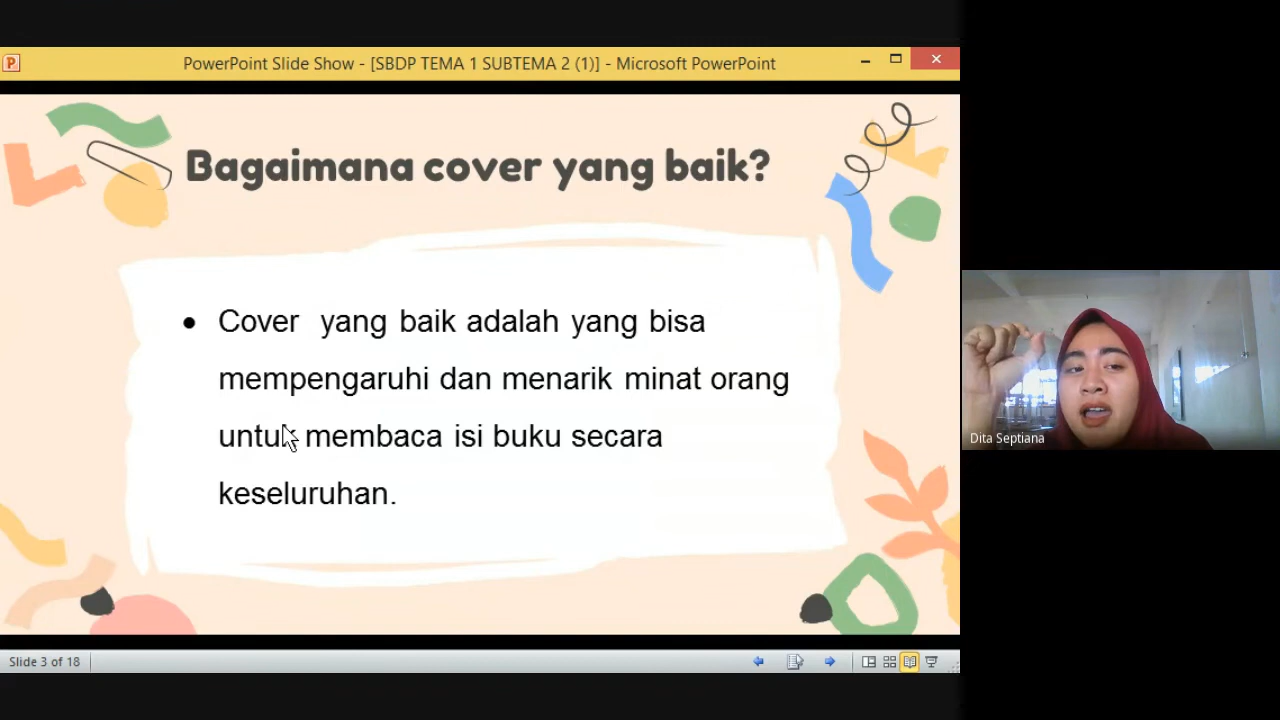 PowerPoint Slide Show - [SBDP TEMA 1 SUBTEMA 2 (1)] - Microsoft PowerPoint
Bagaimana cover yang baik?
• Cover yang baik adalah yang bisa
mempengaruhi dan menarik minat orang
untuk membaca isi buku secara
keseluruhan.
Dita Septiana
Slide 3 of 18